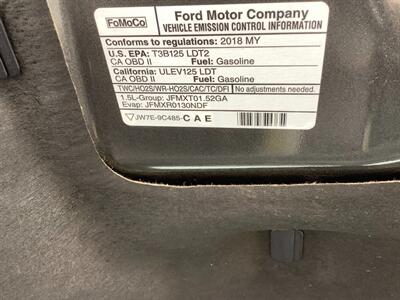 FoMoCo
Ford Motor Company
VEHICLE EMISSION CONTROL INFORMATION
Conforms to regulations: 2018 MY
U.S. EPA: T3B125 LDT2
CA OBD II Fuel: Gasoline
California: ULEV125 LDT
CA OBD II Fuel: Gasoline
TWC/HO2S/WR-HO2S/CAC/TC/DFI No adjustments needed.
1.5L-Group: JFMXT01.52GA
Evap: JFMXR0130NDF
JW7E-9C485-CAE